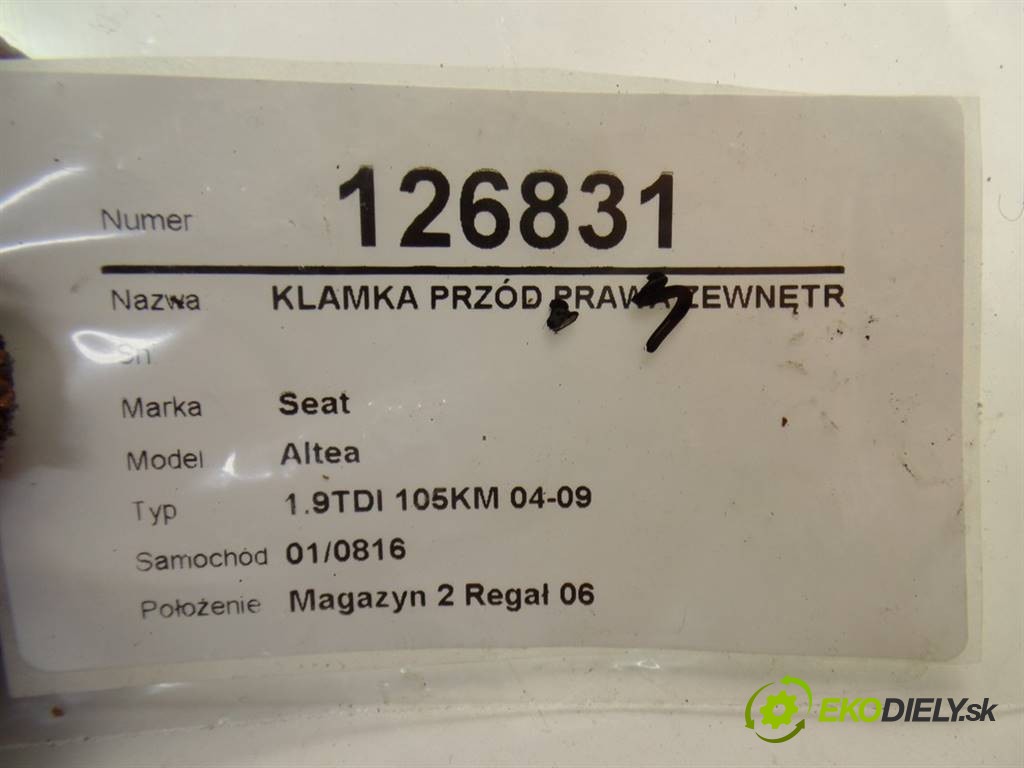 Numer 126831
Nazwa KLAMKA PRZÓD PRAWA ZEWNĘTR
Sn
Marka Seat
Model Altea
Typ 1.9TDI 105KM 04-09
Samochód 01/0816
Położenie Magazyn 2 Regał 06
EKODIELY.sk